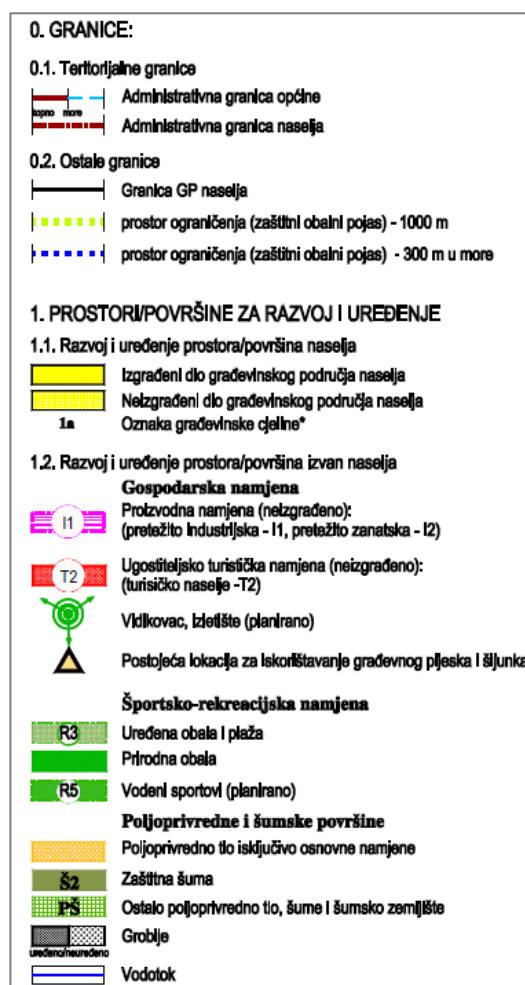 0. GRANICE:
0.1. Teritorijalne granice
Administrativna granica općine
kopno more
Administrativna granica naselja
0.2. Ostale granice
Granica GP naselja
prostor ograničenja (zaštitni obalni pojas) - 1000 m
prostor ograničenja (zaštitni obalni pojas) - 300 m u more
1. PROSTORI/POVRŠINE ZA RAZVOJ I UREĐENJE
1.1. Razvoj i uređenje prostora/površina naselja
Izgrađeni dio građevinskog područja naselja
Neizgrađeni dio građevinskog područja naselja
1a Oznaka građevinske cjeline*
1.2. Razvoj i uređenje prostora/površina izvan naselja
Gospodarska namjena
I1 Proizvodna namjena (neizgrađeno):
(pretežito industrijska - I1, pretežito zanatska - I2)
T2 Ugostiteljsko turistička namjena (neizgrađeno):
(turisičko naselje -T2)
Vidikovac, izletište (planirano)
Postojeća lokacija za iskorištavanje građevnog pijeska i šljunka
Športsko-rekreacijska namjena
R3 Uređena obala i plaža
Prirodna obala
R5 Vodeni sportovi (planirano)
Poljoprivredne i šumske površine
Poljoprivredno tlo isključivo osnovne namjene
Š2 Zaštitna šuma
PŠ Ostalo poljoprivredno tlo, šume i šumsko zemljište
Groblje
uređeno/neuređeno
Vodotok